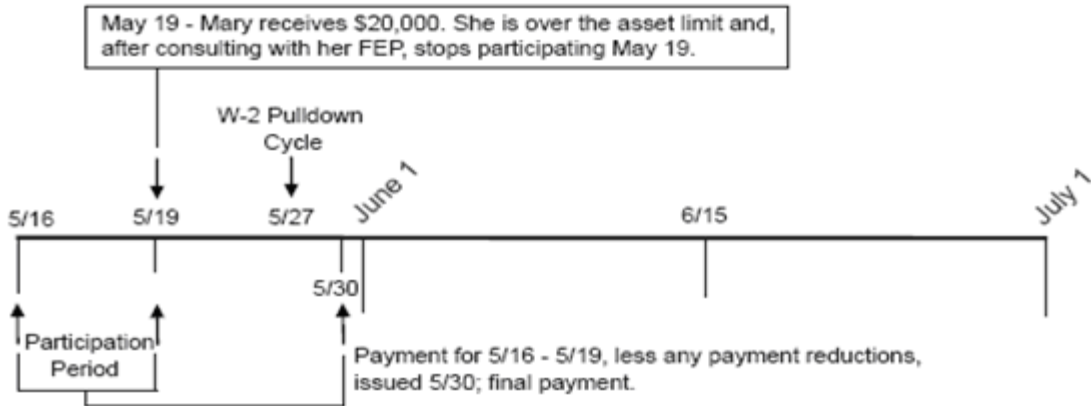 May 19 - Mary receives $20,000. She is over the asset limit and,
after consulting with her FEP, stops participating May 19.
W-2 Pulldown
Cycle
5/16
5/19
5/27
June 1
6/15
July 1
5/30
Participation
Period
Payment for 5/16 - 5/19, less any payment reductions,
issued 5/30; final payment.